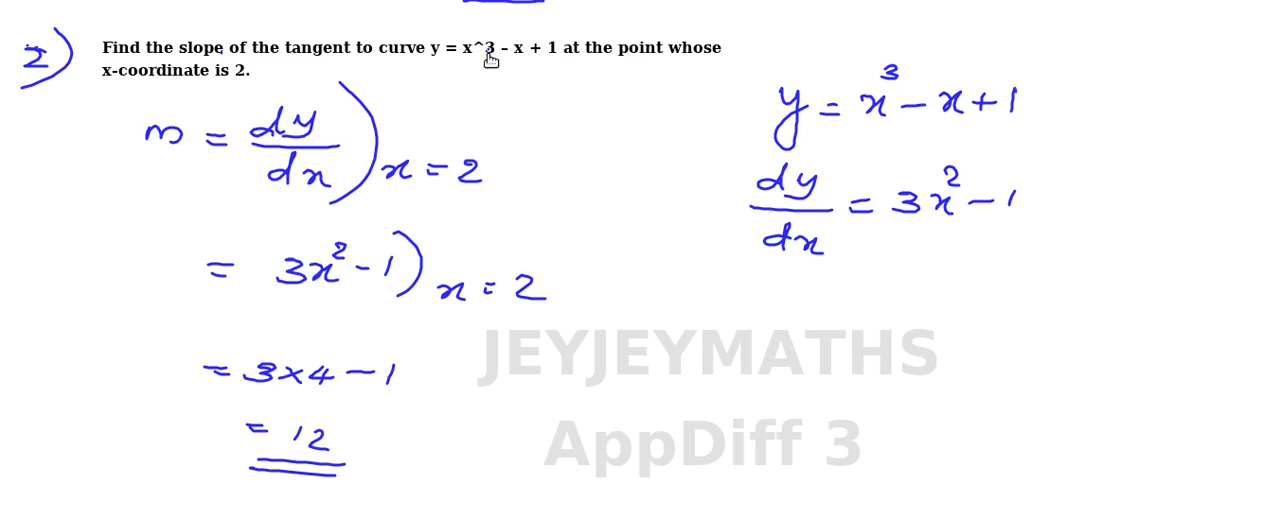 2) Find the slope of the tangent to curve y = x^3 – x + 1 at the point whose
x-coordinate is 2.
m = dy/dx)x = 2
= 3x² - 1)x = 2
= 3 x 4 - 1
= 12
y = x³ - x + 1
dy/dx = 3x² - 1
JEYJEYMATHS
AppDiff 3